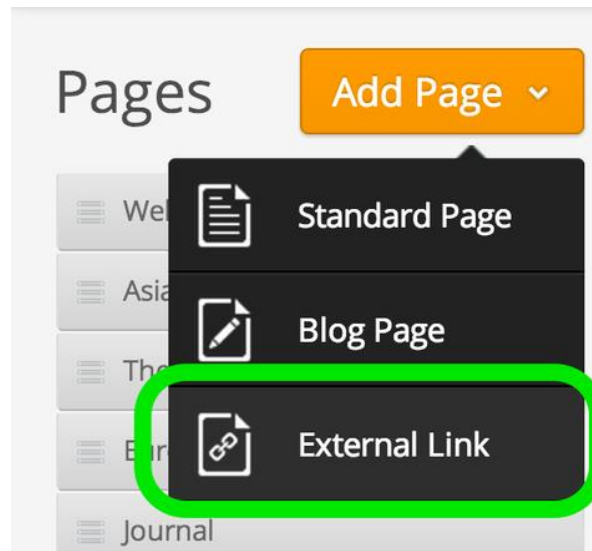 Pages
Add Page
Standard Page
Blog Page
External Link
Journal